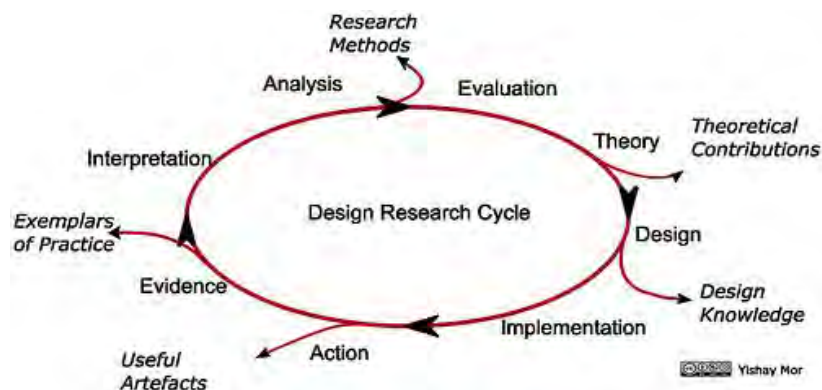 Research
Methods
Analysis
Evaluation
Theory
Theoretical
Contributions
Interpretation
Design Research Cycle
Exemplars
of Practice
Design
Evidence
Design
Knowledge
Implementation
Action
Useful
Artefacts
cc
Yishay Mor